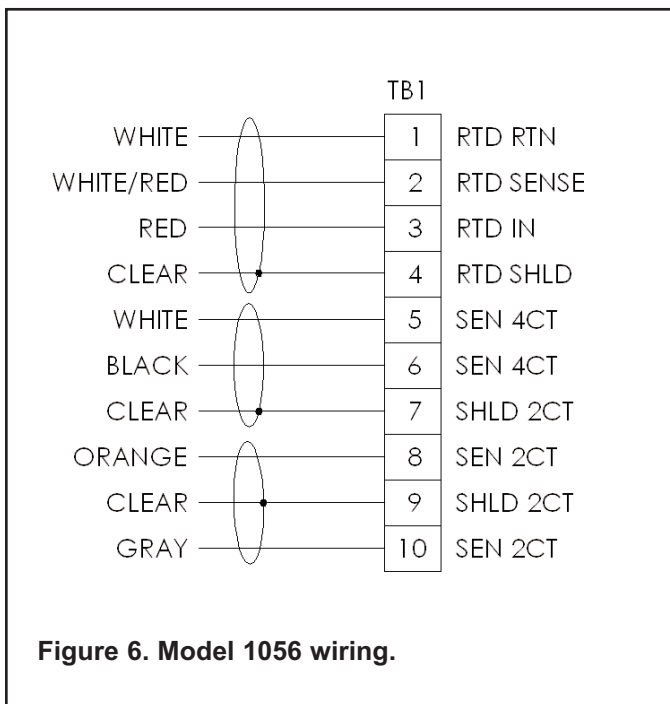 TB1
WHITE 1 RTD RTN
WHITE/RED 2 RTD SENSE
RED 3 RTD IN
CLEAR 4 RTD SHLD
WHITE 5 SEN 4CT
BLACK 6 SEN 4CT
CLEAR 7 SHLD 2CT
ORANGE 8 SEN 2CT
CLEAR 9 SHLD 2CT
GRAY 10 SEN 2CT
Figure 6. Model 1056 wiring.